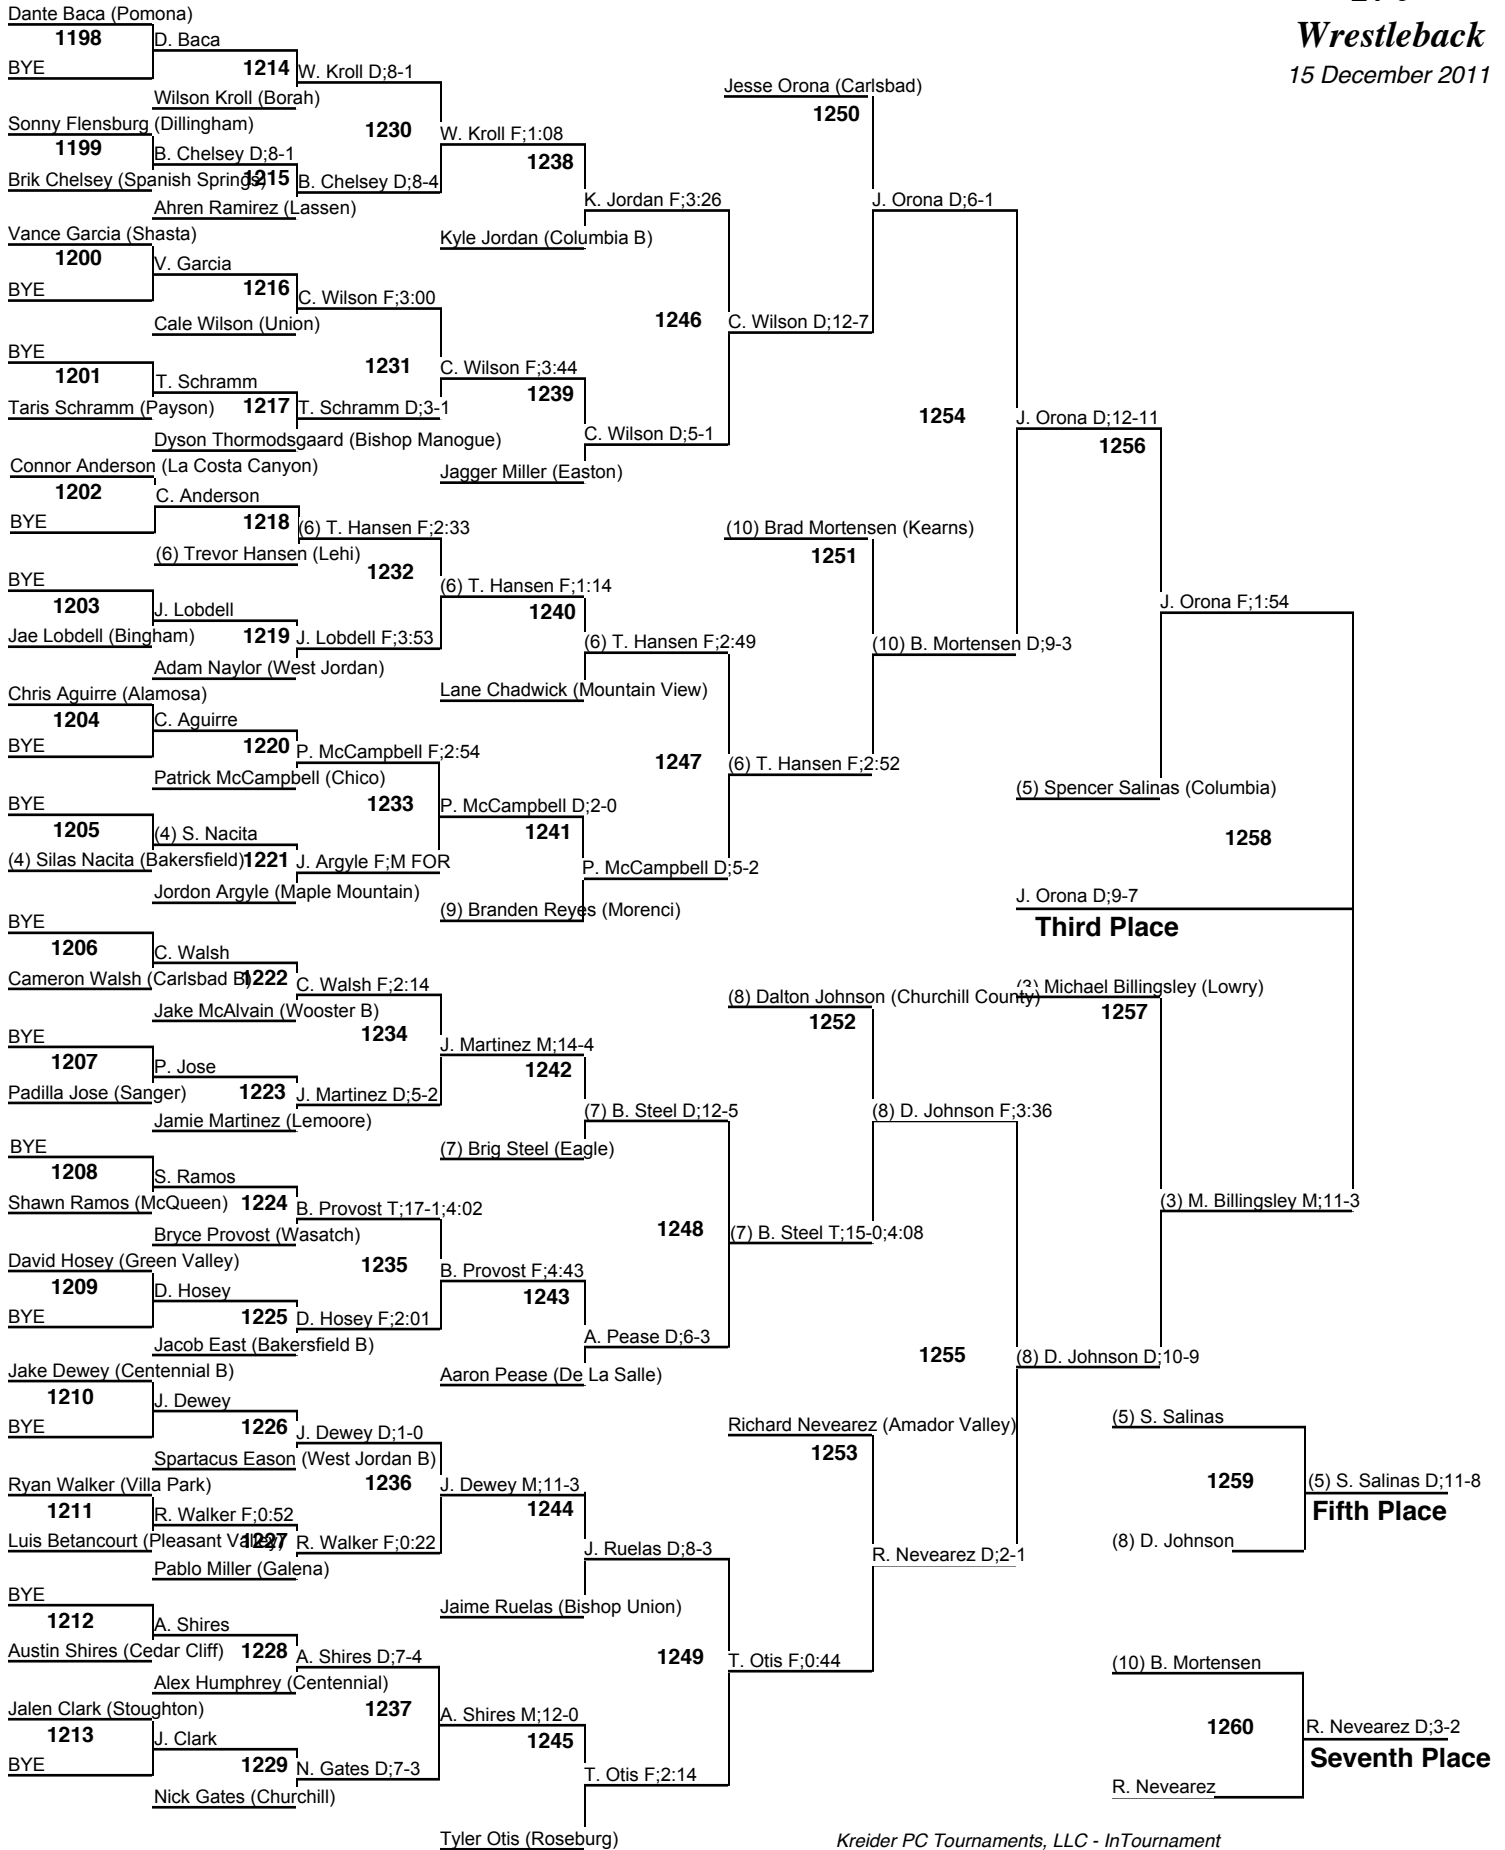 Wrestleback
15 December 2011
Dante Baca (Pomona)
1198
BYE
D. Baca
1214
Wilson Kroll (Borah)
W. Kroll D;8-1
Sonny Flensburg (Dillingham)
1199
Brik Chelsey (Spanish Springs)
B. Chelsey D;8-1
1215
Ahren Ramirez (Lassen)
B. Chelsey D;8-4
1230
W. Kroll F;1:08
1238
Kyle Jordan (Columbia B)
K. Jordan F;3:26
Vance Garcia (Shasta)
1200
BYE
V. Garcia
1216
Cale Wilson (Union)
C. Wilson F;3:00
BYE
1201
Taris Schramm (Payson)
T. Schramm
1217
Dyson Thormodsgaard (Bishop Manogue)
T. Schramm D;3-1
1231
C. Wilson F;3:44
1239
Jagger Miller (Easton)
C. Wilson D;5-1
1246
C. Wilson D;12-7
Jesse Orona (Carlsbad)
1250
J. Orona D;6-1
Connor Anderson (La Costa Canyon)
1202
BYE
C. Anderson
1218
(6) Trevor Hansen (Lehi)
(6) T. Hansen F;2:33
BYE
1203
Jae Lobdell (Bingham)
J. Lobdell
1219
Adam Naylor (West Jordan)
J. Lobdell F;3:53
1232
(6) T. Hansen F;1:14
1240
Lane Chadwick (Mountain View)
(6) T. Hansen F;2:49
Chris Aguirre (Alamosa)
1204
BYE
C. Aguirre
1220
Patrick McCampbell (Chico)
P. McCampbell F;2:54
BYE
1205
(4) Silas Nacita (Bakersfield)
(4) S. Nacita
1221
Jordon Argyle (Maple Mountain)
J. Argyle F;M FOR
1233
P. McCampbell D;2-0
1241
(9) Branden Reyes (Morenci)
P. McCampbell D;5-2
1247
(6) T. Hansen F;2:52
(10) Brad Mortensen (Kearns)
1251
(10) B. Mortensen D;9-3
1254
J. Orona D;12-11
1256
(5) Spencer Salinas (Columbia)
J. Orona F;1:54
1258
J. Orona D;9-7
Third Place
BYE
1206
Cameron Walsh (Carlsbad B)
C. Walsh
1222
Jake McAlvain (Wooster B)
C. Walsh F;2:14
BYE
1207
Padilla Jose (Sanger)
P. Jose
1223
Jamie Martinez (Lemoore)
J. Martinez D;5-2
1234
J. Martinez M;14-4
1242
(7) Brig Steel (Eagle)
(7) B. Steel D;12-5
BYE
1208
Shawn Ramos (McQueen)
S. Ramos
1224
Bryce Provost (Wasatch)
B. Provost T;17-1;4:02
David Hosey (Green Valley)
1209
BYE
D. Hosey
1225
Jacob East (Bakersfield B)
D. Hosey F;2:01
1235
B. Provost F;4:43
1243
Aaron Pease (De La Salle)
A. Pease D;6-3
1248
(7) B. Steel T;15-0;4:08
(8) Dalton Johnson (Churchill County)
1252
(8) D. Johnson F;3:36
(3) Michael Billingsley (Lowry)
1257
(3) M. Billingsley M;11-3
Jake Dewey (Centennial B)
1210
BYE
J. Dewey
1226
Spartacus Eason (West Jordan B)
J. Dewey D;1-0
Ryan Walker (Villa Park)
1211
Luis Betancourt (Pleasant Valley)
R. Walker F;0:52
1227
Pablo Miller (Galena)
R. Walker F;0:22
1236
J. Dewey M;11-3
1244
Jaime Ruelas (Bishop Union)
J. Ruelas D;8-3
BYE
1212
Austin Shires (Cedar Cliff)
A. Shires
1228
Alex Humphrey (Centennial)
A. Shires D;7-4
Jalen Clark (Stoughton)
1213
BYE
J. Clark
1229
Nick Gates (Churchill)
N. Gates D;7-3
1237
A. Shires M;12-0
1245
Tyler Otis (Roseburg)
T. Otis F;2:14
1249
T. Otis F;0:44
Richard Nevearez (Amador Valley)
1253
R. Nevearez D;2-1
1255
(8) D. Johnson D;10-9
(5) S. Salinas
1259
(8) D. Johnson
(5) S. Salinas D;11-8
Fifth Place
(10) B. Mortensen
1260
R. Nevearez
R. Nevearez D;3-2
Seventh Place
Kreider PC Tournaments, LLC - InTournament